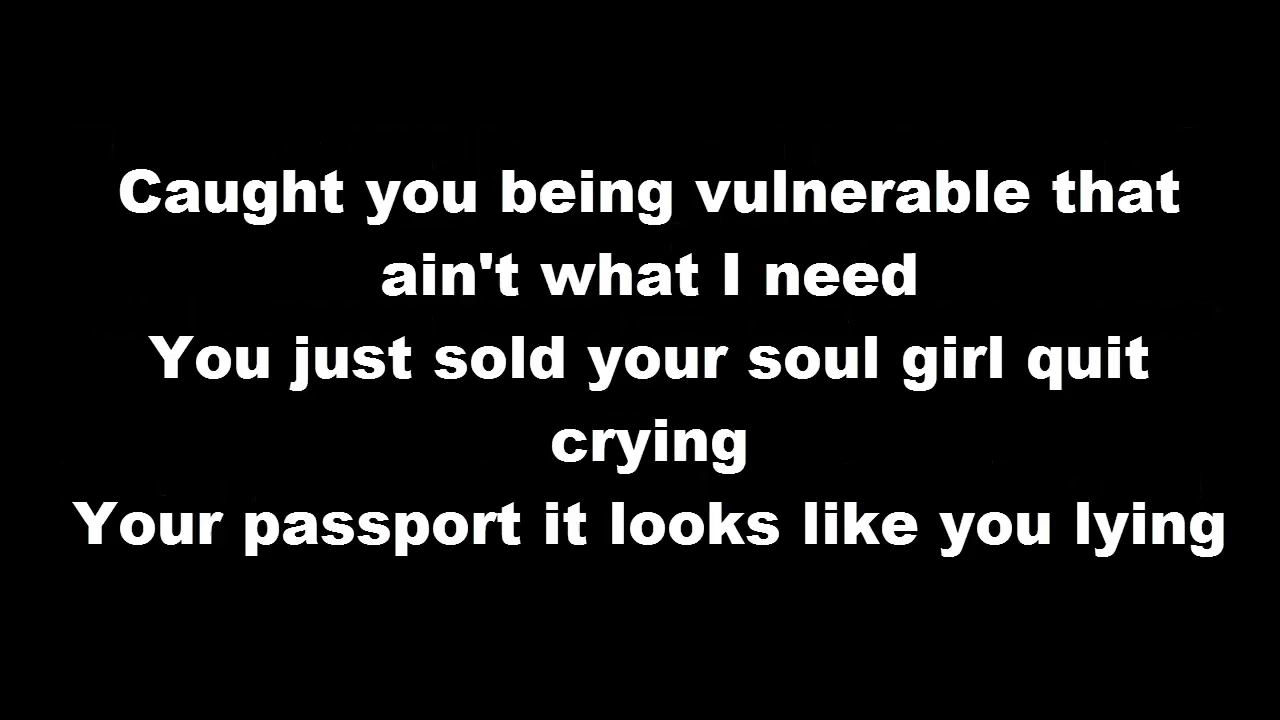 Caught you being vulnerable that
ain't what I need
You just sold your soul girl quit
crying
Your passport it looks like you lying